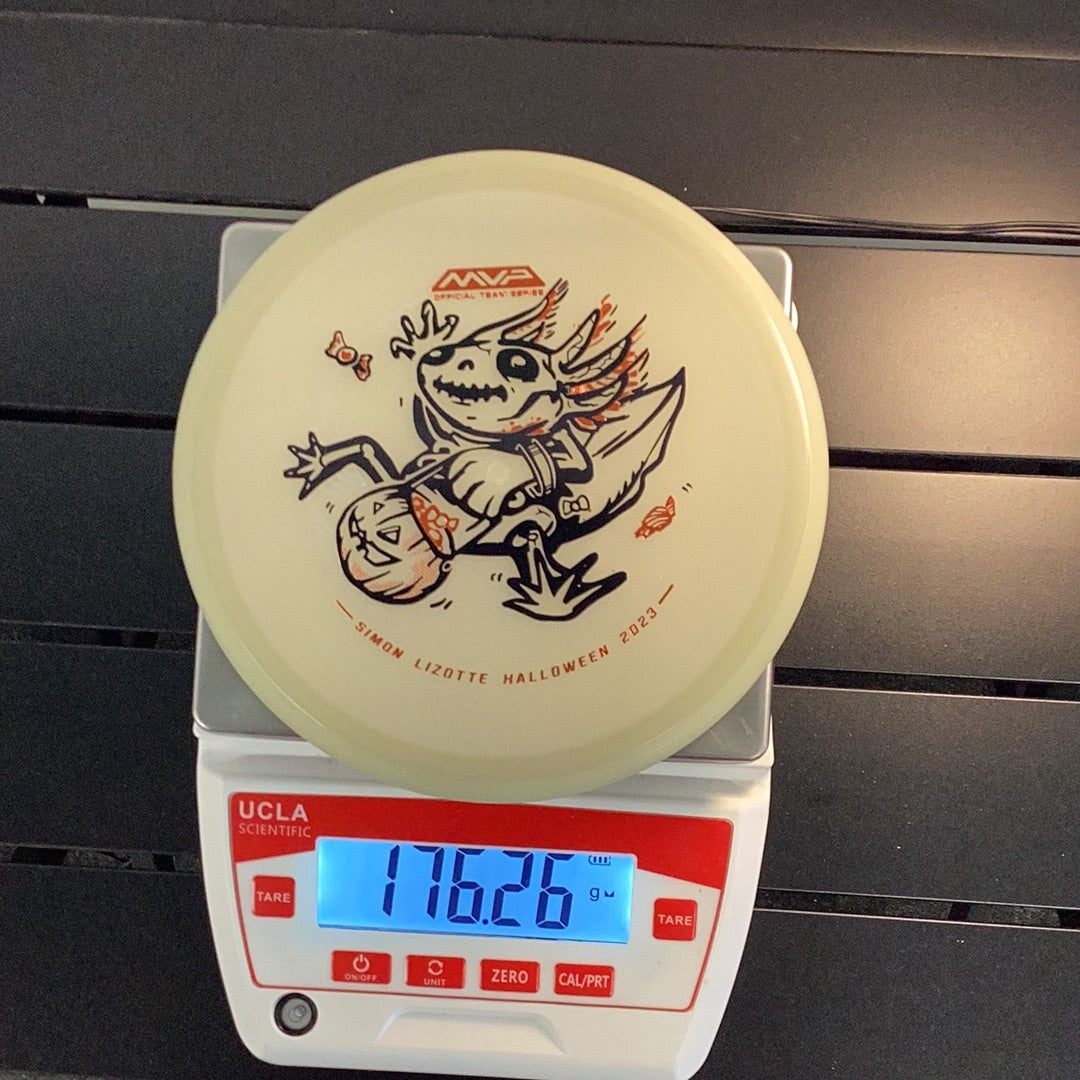 MVP
OFFICIAL TEAM SERIES
SIMON LIZOTTE HALLOWEEN 2023
UCLA
SCIENTIFIC
176.26
g
TARE
TARE
ON/OFF
UNIT
ZERO
CAL/PRT